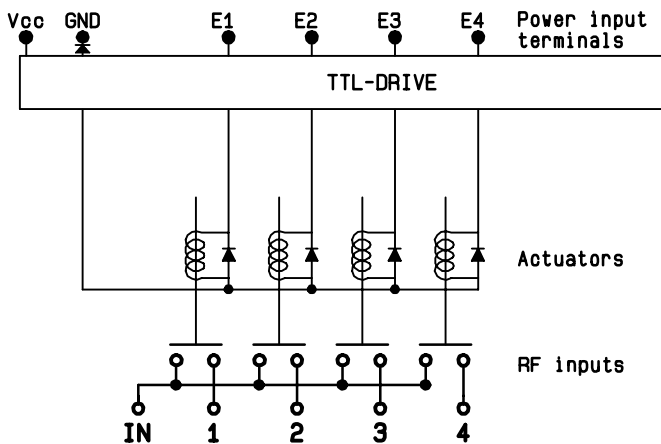 Vcc GND E1 E2 E3 E4 Power input
terminals
TTL-DRIVE
Actuators
RF inputs
IN 1 2 3 4